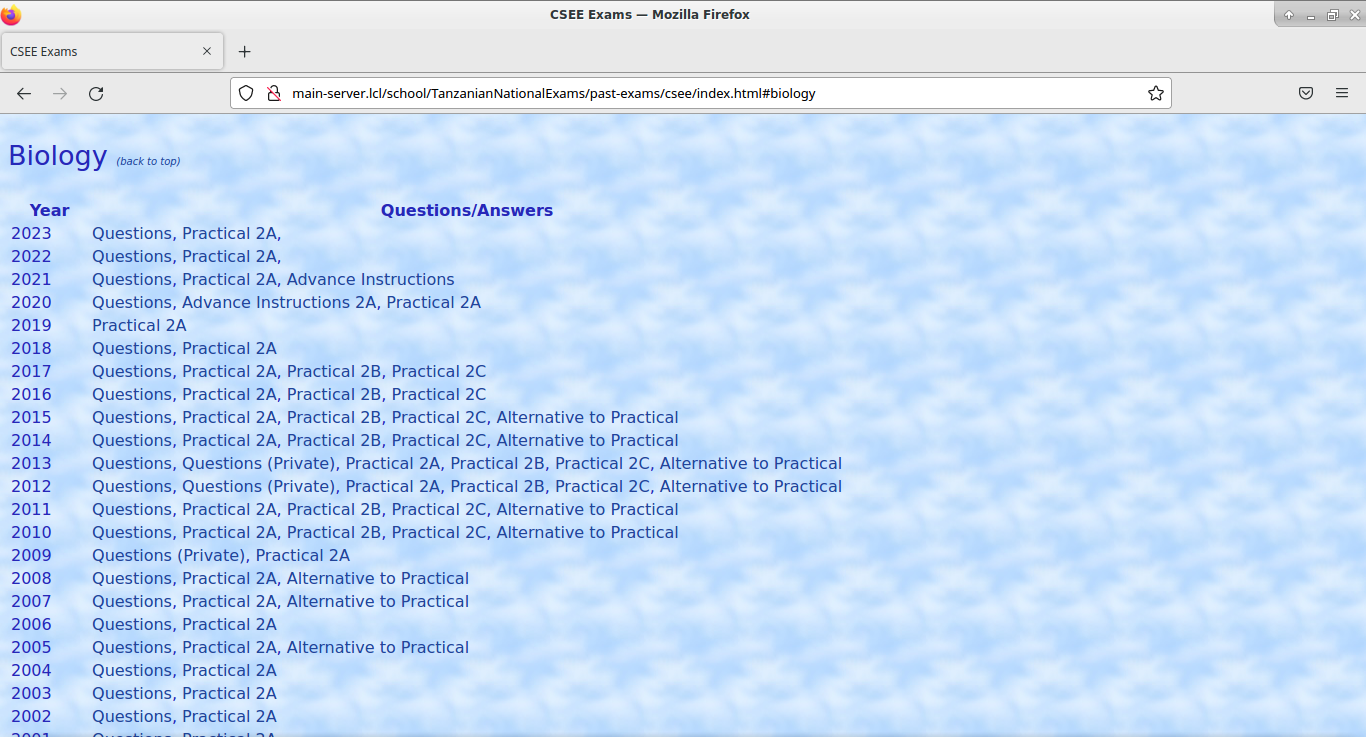 CSEE Exams — Mozilla Firefox
CSEE Exams
main-server.lcl/school/TanzanianNationalExams/past-exams/csee/index.html#biology
Biology (back to top)
Year Questions/Answers
2023 Questions, Practical 2A,
2022 Questions, Practical 2A,
2021 Questions, Practical 2A, Advance Instructions
2020 Questions, Advance Instructions 2A, Practical 2A
2019 Practical 2A
2018 Questions, Practical 2A
2017 Questions, Practical 2A, Practical 2B, Practical 2C
2016 Questions, Practical 2A, Practical 2B, Practical 2C
2015 Questions, Practical 2A, Practical 2B, Practical 2C, Alternative to Practical
2014 Questions, Practical 2A, Practical 2B, Practical 2C, Alternative to Practical
2013 Questions, Questions (Private), Practical 2A, Practical 2B, Practical 2C, Alternative to Practical
2012 Questions, Questions (Private), Practical 2A, Practical 2B, Practical 2C, Alternative to Practical
2011 Questions, Practical 2A, Practical 2B, Practical 2C, Alternative to Practical
2010 Questions, Practical 2A, Practical 2B, Practical 2C, Alternative to Practical
2009 Questions (Private), Practical 2A
2008 Questions, Practical 2A, Alternative to Practical
2007 Questions, Practical 2A, Alternative to Practical
2006 Questions, Practical 2A
2005 Questions, Practical 2A, Alternative to Practical
2004 Questions, Practical 2A
2003 Questions, Practical 2A
2002 Questions, Practical 2A
2001 Questions, Practical 2A